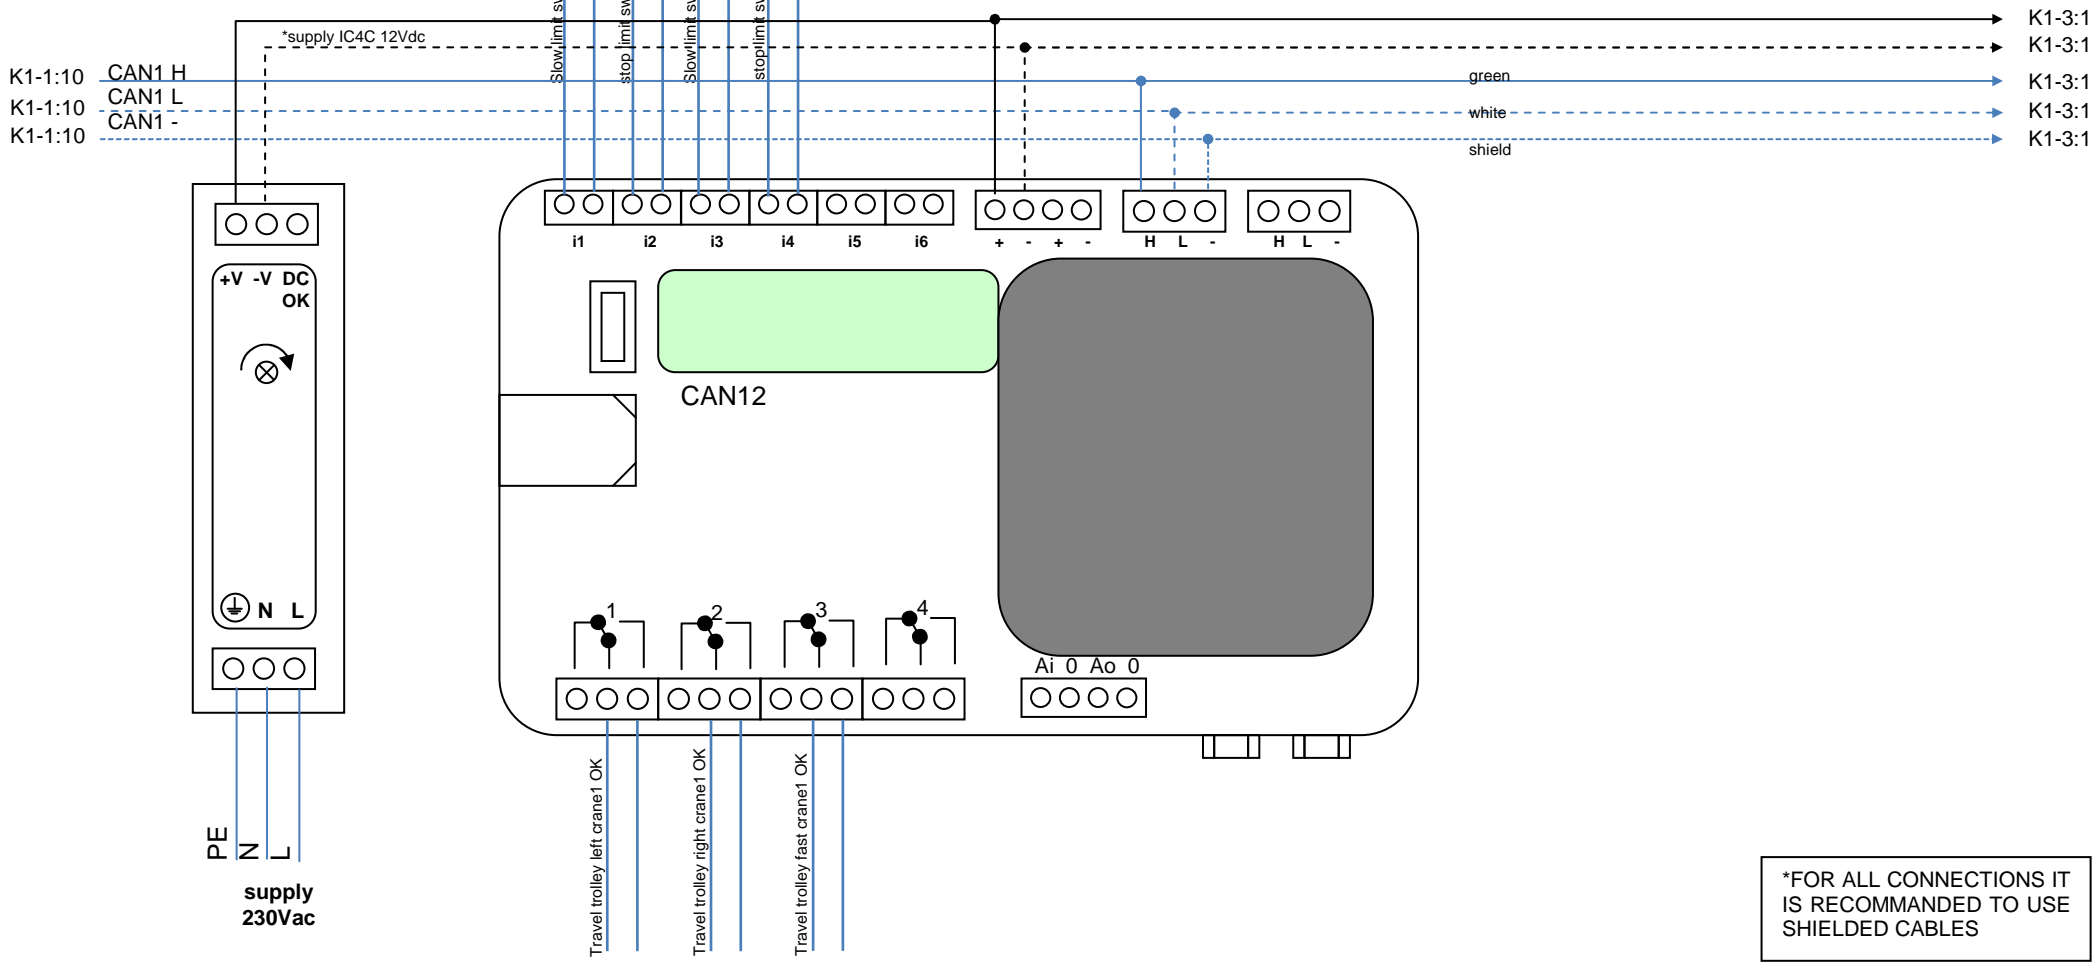 K1-3:1
*supply IC4C 12Vdc
K1-3:1
K1-1:10 CAN1 H
green
K1-3:1
K1-1:10 CAN1 L
white
K1-3:1
K1-1:10 CAN1 -
shield
K1-3:1
Slow limit
stop limit
Slow limit
stop limit
i1 i2 i3 i4 i5 i6 + - + - H L - H L -
+V -V DC
OK
CAN12
N L
1 2 3 4
Ai 0 Ao 0
Travel trolley left crane1 OK
Travel trolley right crane1 OK
Travel trolley fast crane1 OK
PE
N
L
supply
230Vac
*FOR ALL CONNECTIONS IT
IS RECOMMANDED TO USE
SHIELDED CABLES